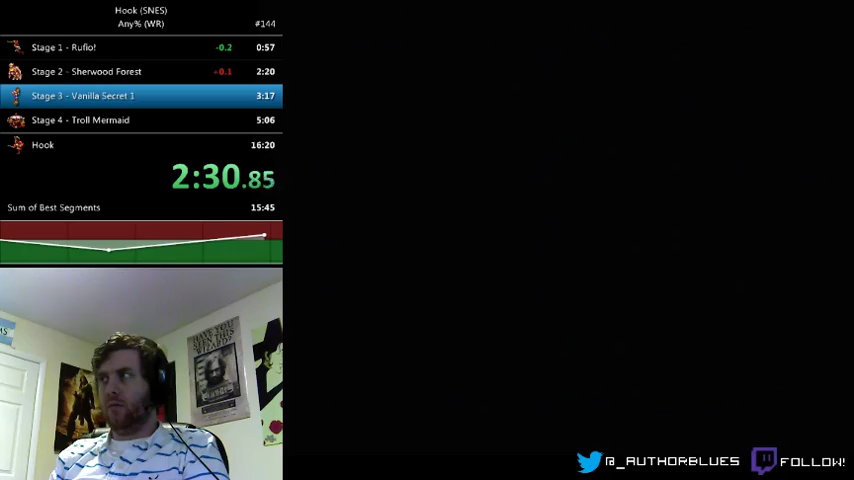 Hook (SNES)
Any% (WR) #144
Stage 1 - Rufio! -0.2 0:57
Stage 2 - Sherwood Forest -0.1 2:20
Stage 3 - Vanilla Secret 1 3:17
Stage 4 - Troll Mermaid 5:06
Hook 16:20
2:30.85
Sum of Best Segments 15:45
HAVE YOU
SEEN THIS
WIZARD?
@_AUTHORBLUES
FOLLOW!